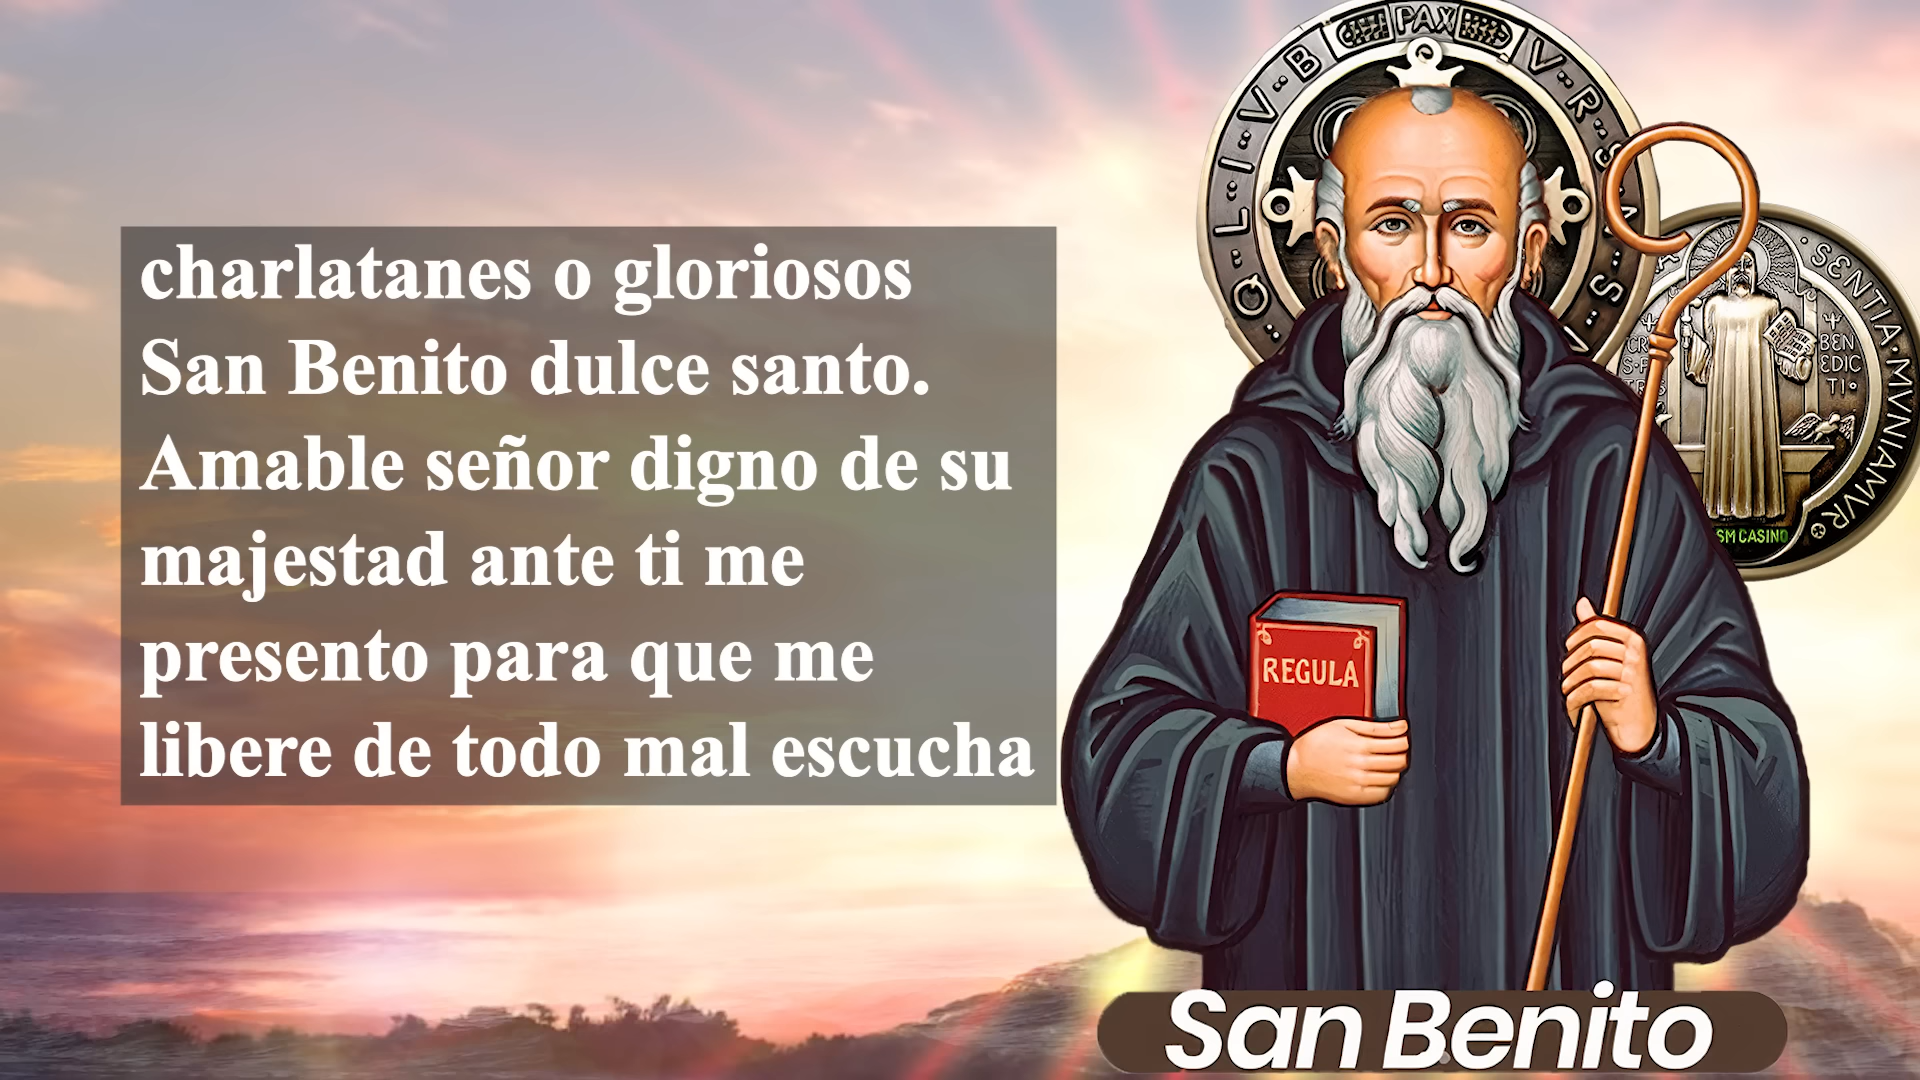 charlatanes o gloriosos
San Benito dulce santo.
Amable señor digno de su
majestad ante ti me
presento para que me
libere de todo mal escucha
PAX
V·R·S·
Q·L·I·V·B
SENTIA·MVNIAMVR
CR
S·P
BEN
EDIC
TI·
SM CASINO
REGULA
San Benito